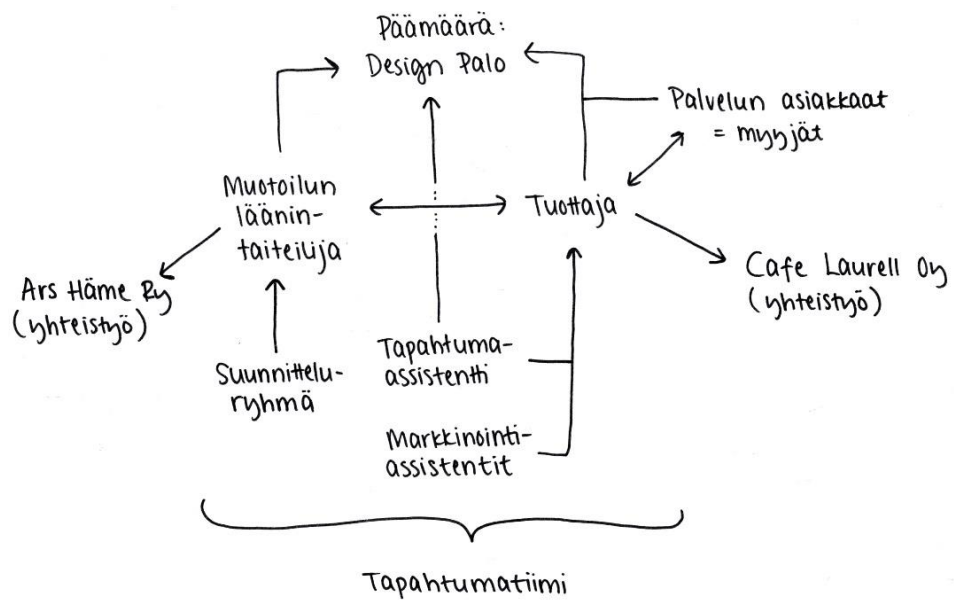 Päämäärä:
Design Palo
Palvelun asiakkaat
= myyjät
Muotoilun
läänin-
taiteilija
Tuottaja
Ars Häme Ry
(yhteistyö)
Cafe Laurell Oy
(yhteistyö)
Suunnittelu-
ryhmä
Tapahtuma-
assistentti
Markkinointi-
assistentit
Tapahtumatiimi